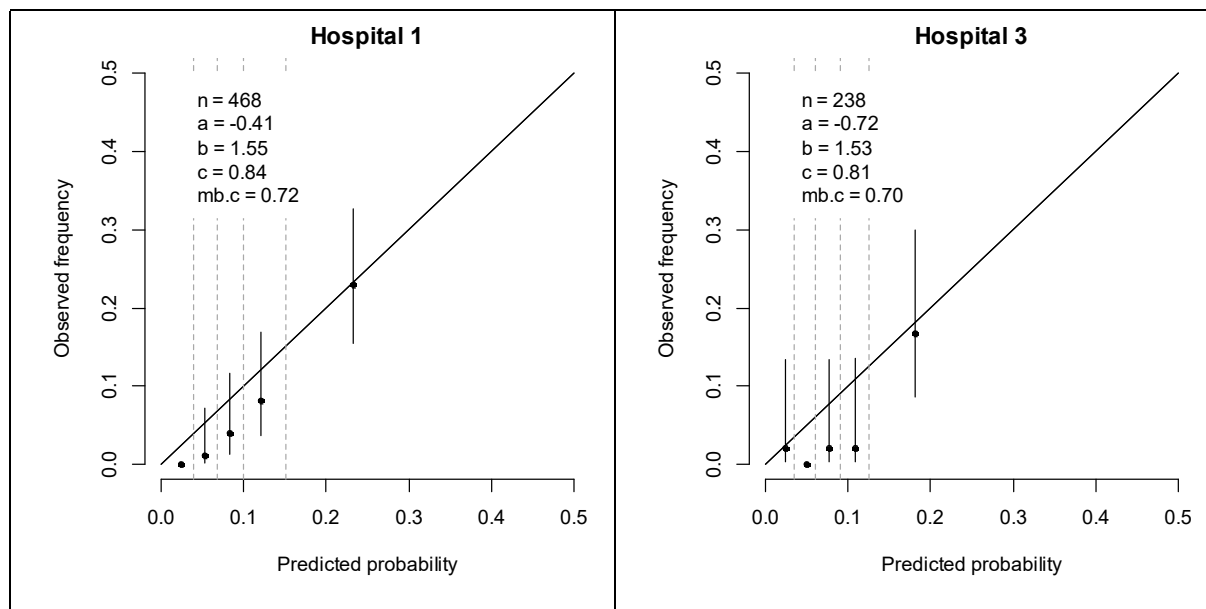 Hospital 1
n = 468
a = -0.41
b = 1.55
c = 0.84
mb.c = 0.72
Observed frequency
0.5
0.4
0.3
0.2
0.1
0.0
0.0 0.1 0.2 0.3 0.4 0.5
Predicted probability
Hospital 3
n = 238
a = -0.72
b = 1.53
c = 0.81
mb.c = 0.70
Observed frequency
0.5
0.4
0.3
0.2
0.1
0.0
0.0 0.1 0.2 0.3 0.4 0.5
Predicted probability